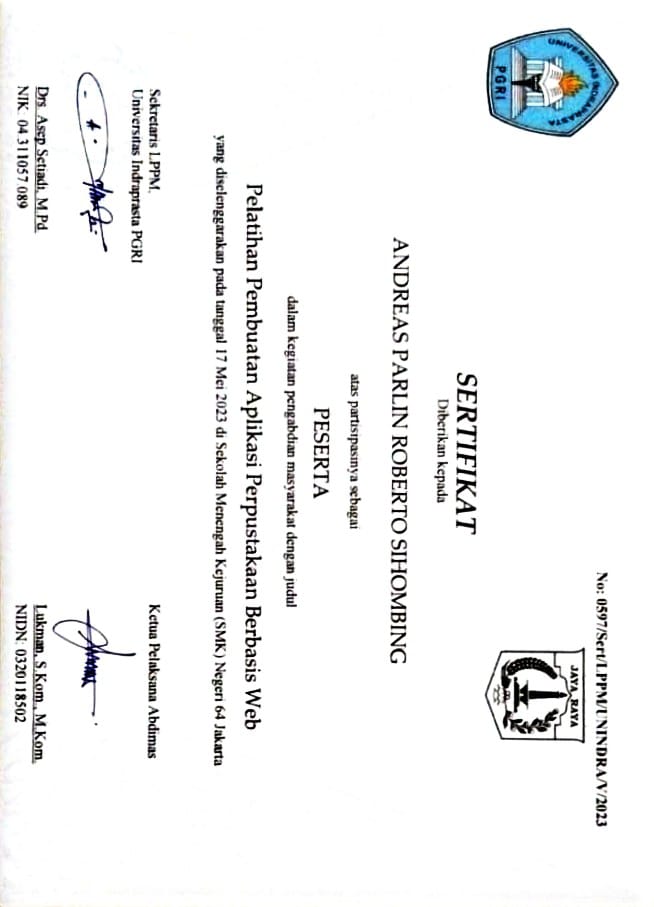 No: 0597/Sert/LPPM/UNINDRA/V/2023
UNIVERSITAS INDRAPRASTA
PGRI
JAYA RAYA
SERTIFIKAT
Diberikan kepada
ANDREAS PARLIN ROBERTO SIHOMBING
atas partisipasinya sebagai
PESERTA
dalam kegiatan pengabdian masyarakat dengan judul
Pelatihan Pembuatan Aplikasi Perpustakaan Berbasis Web
yang diselenggarakan pada tanggal 17 Mei 2023 di Sekolah Menengah Kejuruan (SMK) Negeri 64 Jakarta
Sekretaris LPPM,
Universitas Indraprasta PGRI
Drs. Asep Setiadi, M.Pd
NIK: 04 311057 089
Ketua Pelaksana Abdimas
Lukman, S.Kom., M.Kom.
NIDN: 0320118502